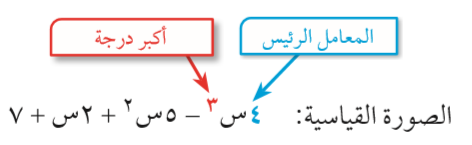 المعامل الرئيس
أكبر درجة
الصورة القياسية: ٤س٣ − ٥س٢ + ٢س + ٧